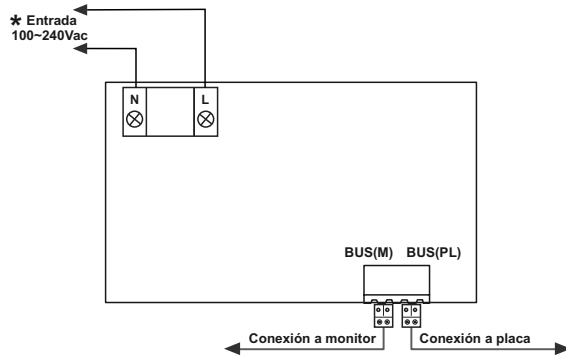 * Entrada
100~240Vac
N L
BUS(M) BUS(PL)
Conexión a monitor Conexión a placa